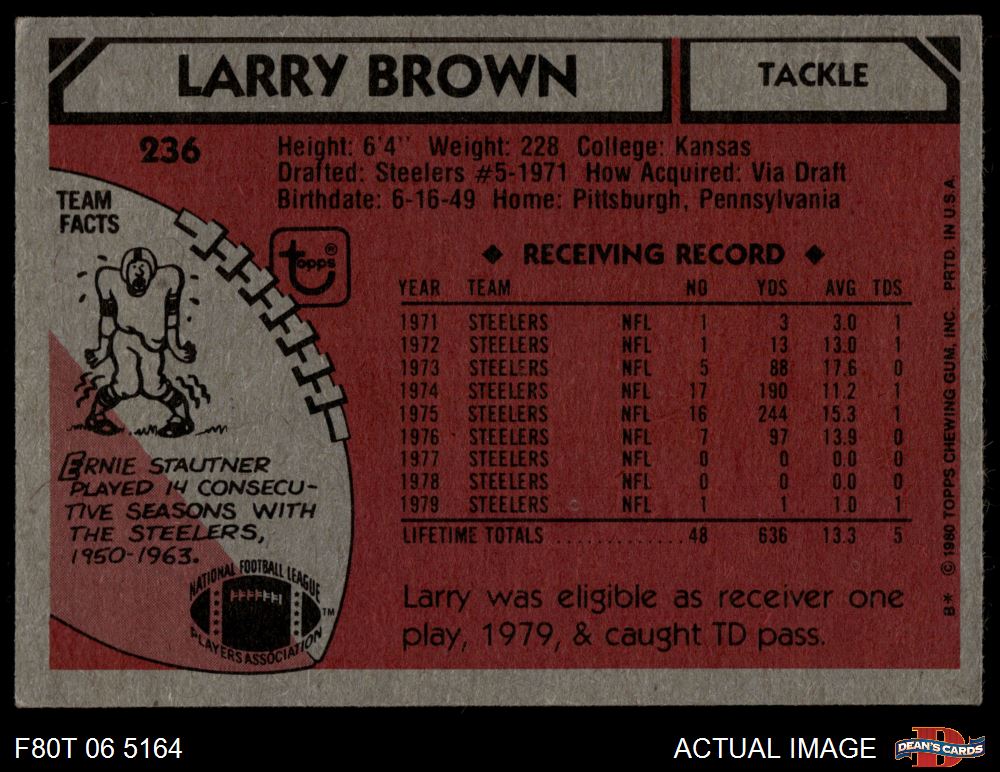 LARRY BROWN
TACKLE
236
Height: 6'4" Weight: 228 College: Kansas
Drafted: Steelers #5-1971 How Acquired: Via Draft
Birthdate: 6-16-49 Home: Pittsburgh, Pennsylvania
TEAM
FACTS
topps®
ERNIE STAUTNER
PLAYED 14 CONSECU-
TIVE SEASONS WITH
THE STEELERS,
1950-1963.
NATIONAL FOOTBALL LEAGUE
PLAYERS ASSOCIATION
TM
◆ RECEIVING RECORD ◆
YEAR TEAM NO YDS AVG TDS
1971 STEELERS NFL 1 3 3.0 1
1972 STEELERS NFL 1 13 13.0 1
1973 STEELERS NFL 5 88 17.6 0
1974 STEELERS NFL 17 190 11.2 1
1975 STEELERS NFL 16 244 15.3 1
1976 STEELERS NFL 7 97 13.9 0
1977 STEELERS NFL 0 0 0.0 0
1978 STEELERS NFL 0 0 0.0 0
1979 STEELERS NFL 1 1 1.0 1
LIFETIME TOTALS .............48 636 13.3 5
Larry was eligible as receiver one
play, 1979, & caught TD pass.
B* © 1980 TOPPS CHEWING GUM, INC. PRTD. IN U.S.A.
F80T 06 5164
ACTUAL IMAGE
D
DEAN'S CARDS